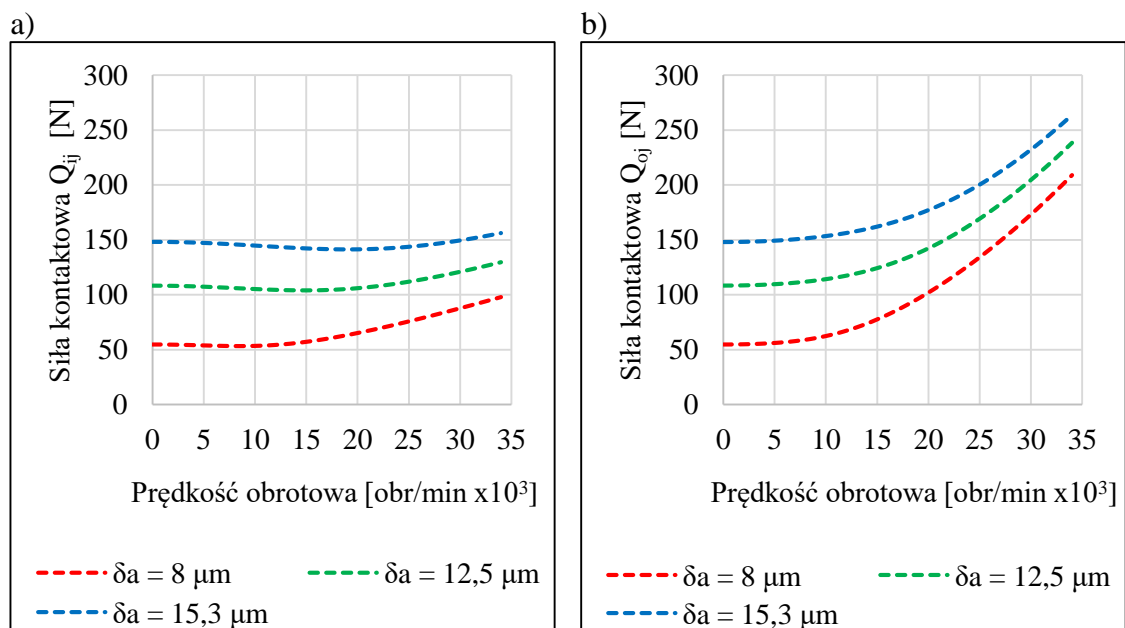 a)
300
250
200
150
100
50
0
Siła kontaktowa Qᵢⱼ [N]
0 5 10 15 20 25 30 35
Prędkość obrotowa [obr/min x10³]
δa = 8 μm
δa = 12,5 μm
δa = 15,3 μm
b)
300
250
200
150
100
50
0
Siła kontaktowa Qₒⱼ [N]
0 5 10 15 20 25 30 35
Prędkość obrotowa [obr/min x10³]
δa = 8 μm
δa = 12,5 μm
δa = 15,3 μm